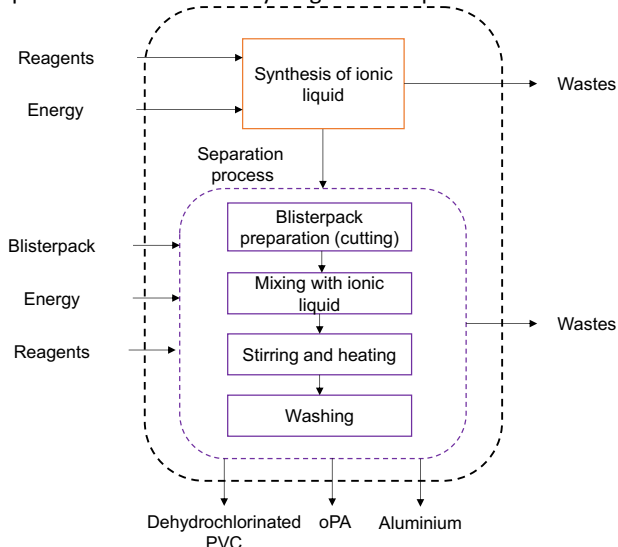 Reagents
Synthesis of ionic
liquid
Wastes
Energy
Separation
process
Blisterpack
preparation (cutting)
Blisterpack
Mixing with ionic
liquid
Energy
Wastes
Reagents
Stirring and heating
Washing
Dehydrochlorinated
PVC
oPA
Aluminium